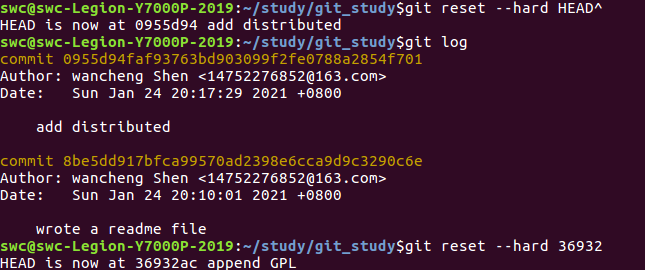 swc@swc-Legion-Y7000P-2019:~/study/git_study$git reset --hard HEAD^
HEAD is now at 0955d94 add distributed
swc@swc-Legion-Y7000P-2019:~/study/git_study$git log
commit 0955d94faf93763bd903099f2fe0788a2854f701
Author: wancheng Shen <14752276852@163.com>
Date:   Sun Jan 24 20:17:29 2021 +0800
    add distributed
commit 8be5dd917bfca99570ad2398e6cca9d9c3290c6e
Author: wancheng Shen <14752276852@163.com>
Date:   Sun Jan 24 20:10:01 2021 +0800
    wrote a readme file
swc@swc-Legion-Y7000P-2019:~/study/git_study$git reset --hard 36932
HEAD is now at 36932ac append GPL